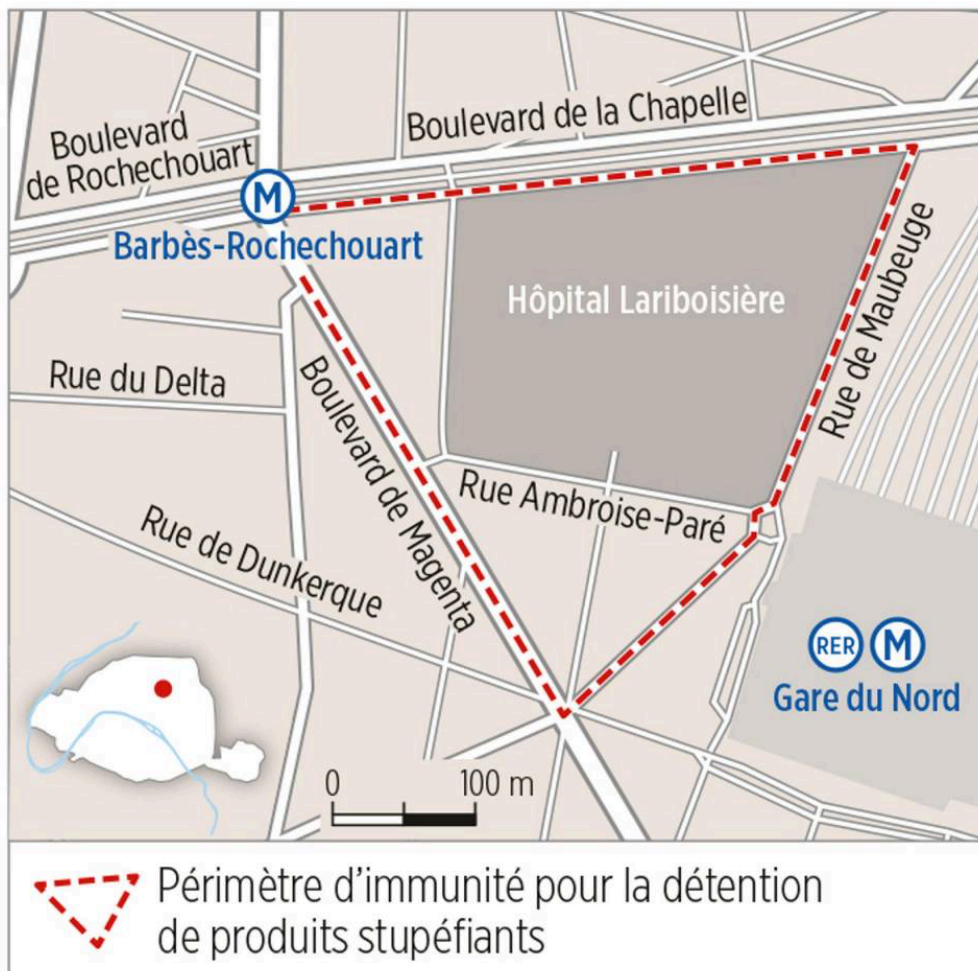 Boulevard
de Rochechouart
Boulevard de la Chapelle
M
Barbès-Rochechouart
Hôpital Lariboisière
Rue de Maubeuge
Rue du Delta
Boulevard de Magenta
Rue Ambroise-Paré
Rue de Dunkerque
RER M
Gare du Nord
0 100 m
Périmètre d’immunité pour la détention
de produits stupéfiants